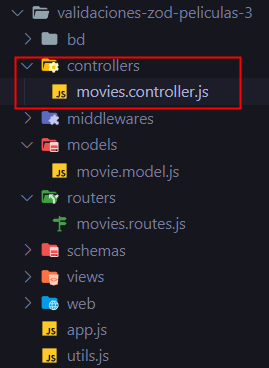 validaciones-zod-peliculas-3
bd
controllers
JS movies.controller.js
middlewares
models
JS movie.model.js
routers
movies.routes.js
schemas
views
web
JS app.js
JS utils.js